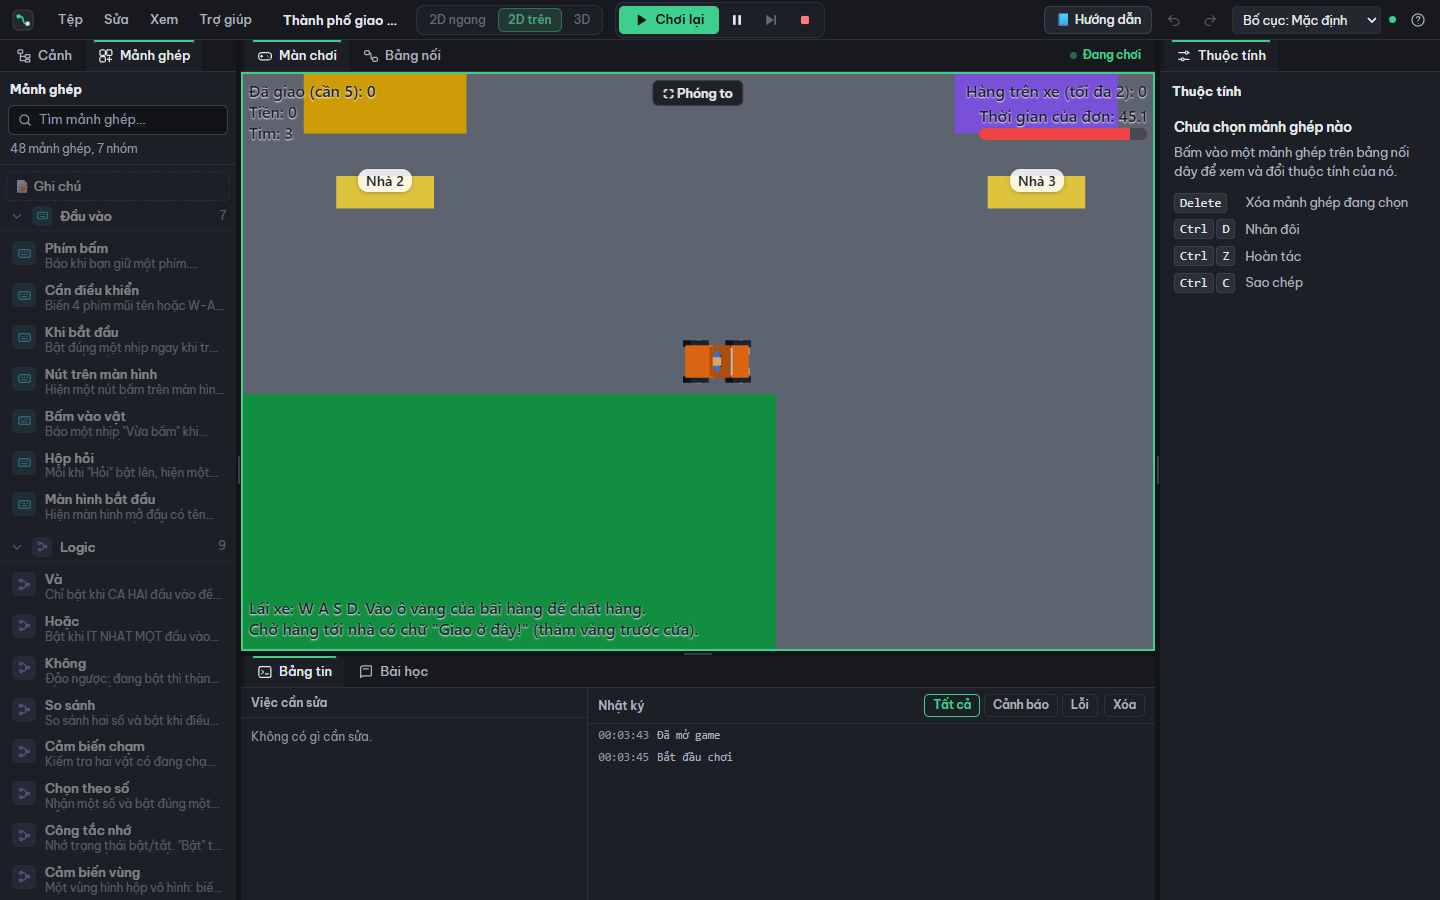 Tệp
Sửa
Xem
Trợ giúp
Thành phố giao ...
2D ngang
2D trên
3D
Chơi lại
Hướng dẫn
Bố cục: Mặc định
Cảnh
Mảnh ghép
Mảnh ghép
Tìm mảnh ghép...
48 mảnh ghép, 7 nhóm
Ghi chú
Đầu vào
7
Phím bấm
Báo khi bạn giữ một phím....
Cần điều khiển
Biến 4 phím mũi tên hoặc W-A...
Khi bắt đầu
Bật đúng một nhịp ngay khi tr...
Nút trên màn hình
Hiện một nút bấm trên màn hìn...
Bấm vào vật
Báo một nhịp "Vừa bấm" khi...
Hộp hỏi
Mỗi khi "Hỏi" bật lên, hiện một...
Màn hình bắt đầu
Hiện màn hình mở đầu có tên...
Logic
9
Và
Chỉ bật khi CẢ HAI đầu vào đề...
Hoặc
Bật khi ÍT NHẤT MỘT đầu vào...
Không
Đảo ngược: đang bật thì thàn...
So sánh
So sánh hai số và bật khi điều...
Cảm biến chạm
Kiểm tra hai vật có đang chạ...
Chọn theo số
Nhận một số và bật đúng một...
Công tắc nhớ
Nhớ trạng thái bật/tắt. "Bật" t...
Cảm biến vùng
Một vùng hình hộp vô hình: biế...
Màn chơi
Bảng nối
Đang chơi
Đã giao (cần 5): 0
Tiền: 0
Tim: 3
Phóng to
Hàng trên xe (tối đa 2): 0
Thời gian của đơn: 45.1
Nhà 2
Nhà 3
Lái xe: W A S D. Vào ô vàng của bãi hàng để chất hàng.
Chở hàng tới nhà có chữ "Giao ở đây!" (thảm vàng trước cửa).
Bảng tin
Bài học
Việc cần sửa
Không có gì cần sửa.
Nhật ký
Tất cả
Cảnh báo
Lỗi
Xóa
00:03:43 Đã mở game
00:03:45 Bắt đầu chơi
Thuộc tính
Thuộc tính
Chưa chọn mảnh ghép nào
Bấm vào một mảnh ghép trên bảng nối
dây để xem và đổi thuộc tính của nó.
Delete Xóa mảnh ghép đang chọn
Ctrl D Nhân đôi
Ctrl Z Hoàn tác
Ctrl C Sao chép